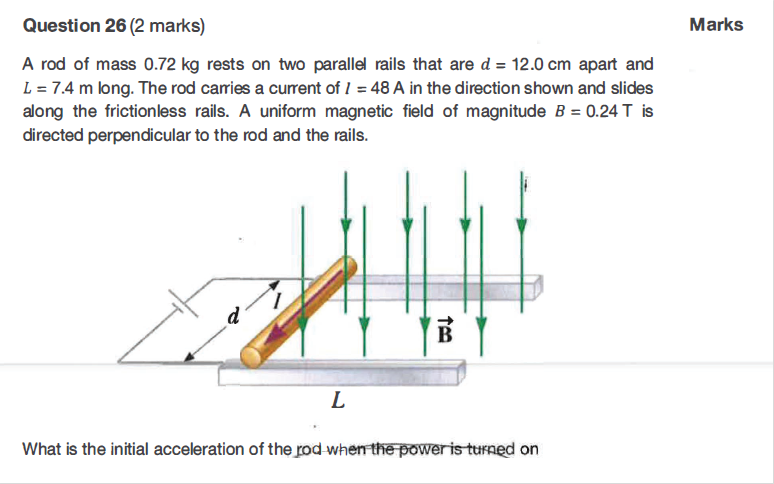 Question 26 (2 marks)
Marks
A rod of mass 0.72 kg rests on two parallel rails that are d = 12.0 cm apart and
L = 7.4 m long. The rod carries a current of I = 48 A in the direction shown and slides
along the frictionless rails. A uniform magnetic field of magnitude B = 0.24 T is
directed perpendicular to the rod and the rails.
d
I
B
L
What is the initial acceleration of the rod when the power is turned on